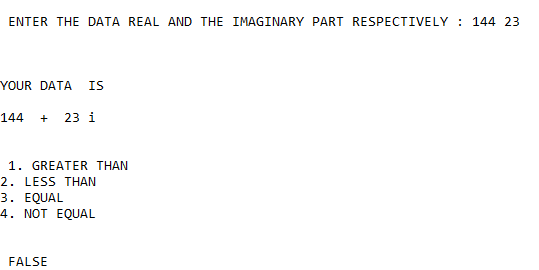 ENTER THE DATA REAL AND THE IMAGINARY PART RESPECTIVELY : 144 23
YOUR DATA  IS
144  +  23 i
1. GREATER THAN
2. LESS THAN
3. EQUAL
4. NOT EQUAL
FALSE